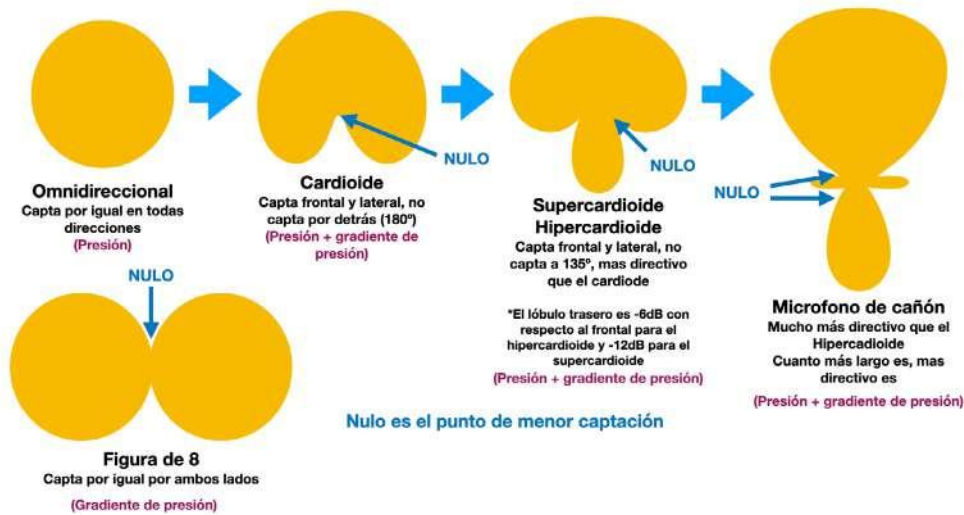 Omnidireccional
Capta por igual en todas
direcciones
(Presión)
NULO
Cardioide
Capta frontal y lateral, no
capta por detrás (180º)
(Presión + gradiente de
presión)
NULO
Supercardioide
Hipercardioide
Capta frontal y lateral, no
capta a 135º, mas directivo
que el cardiode
*El lóbulo trasero es -6dB con
respecto al frontal para el
hipercardioide y -12dB para el
supercardioide
(Presión + gradiente de presión)
NULO
Microfono de cañón
Mucho más directivo que el
Hipercadioide
Cuanto más largo es, mas
directivo es
(Presión + gradiente de presión)
NULO
Figura de 8
Capta por igual por ambos lados
(Gradiente de presión)
Nulo es el punto de menor captación